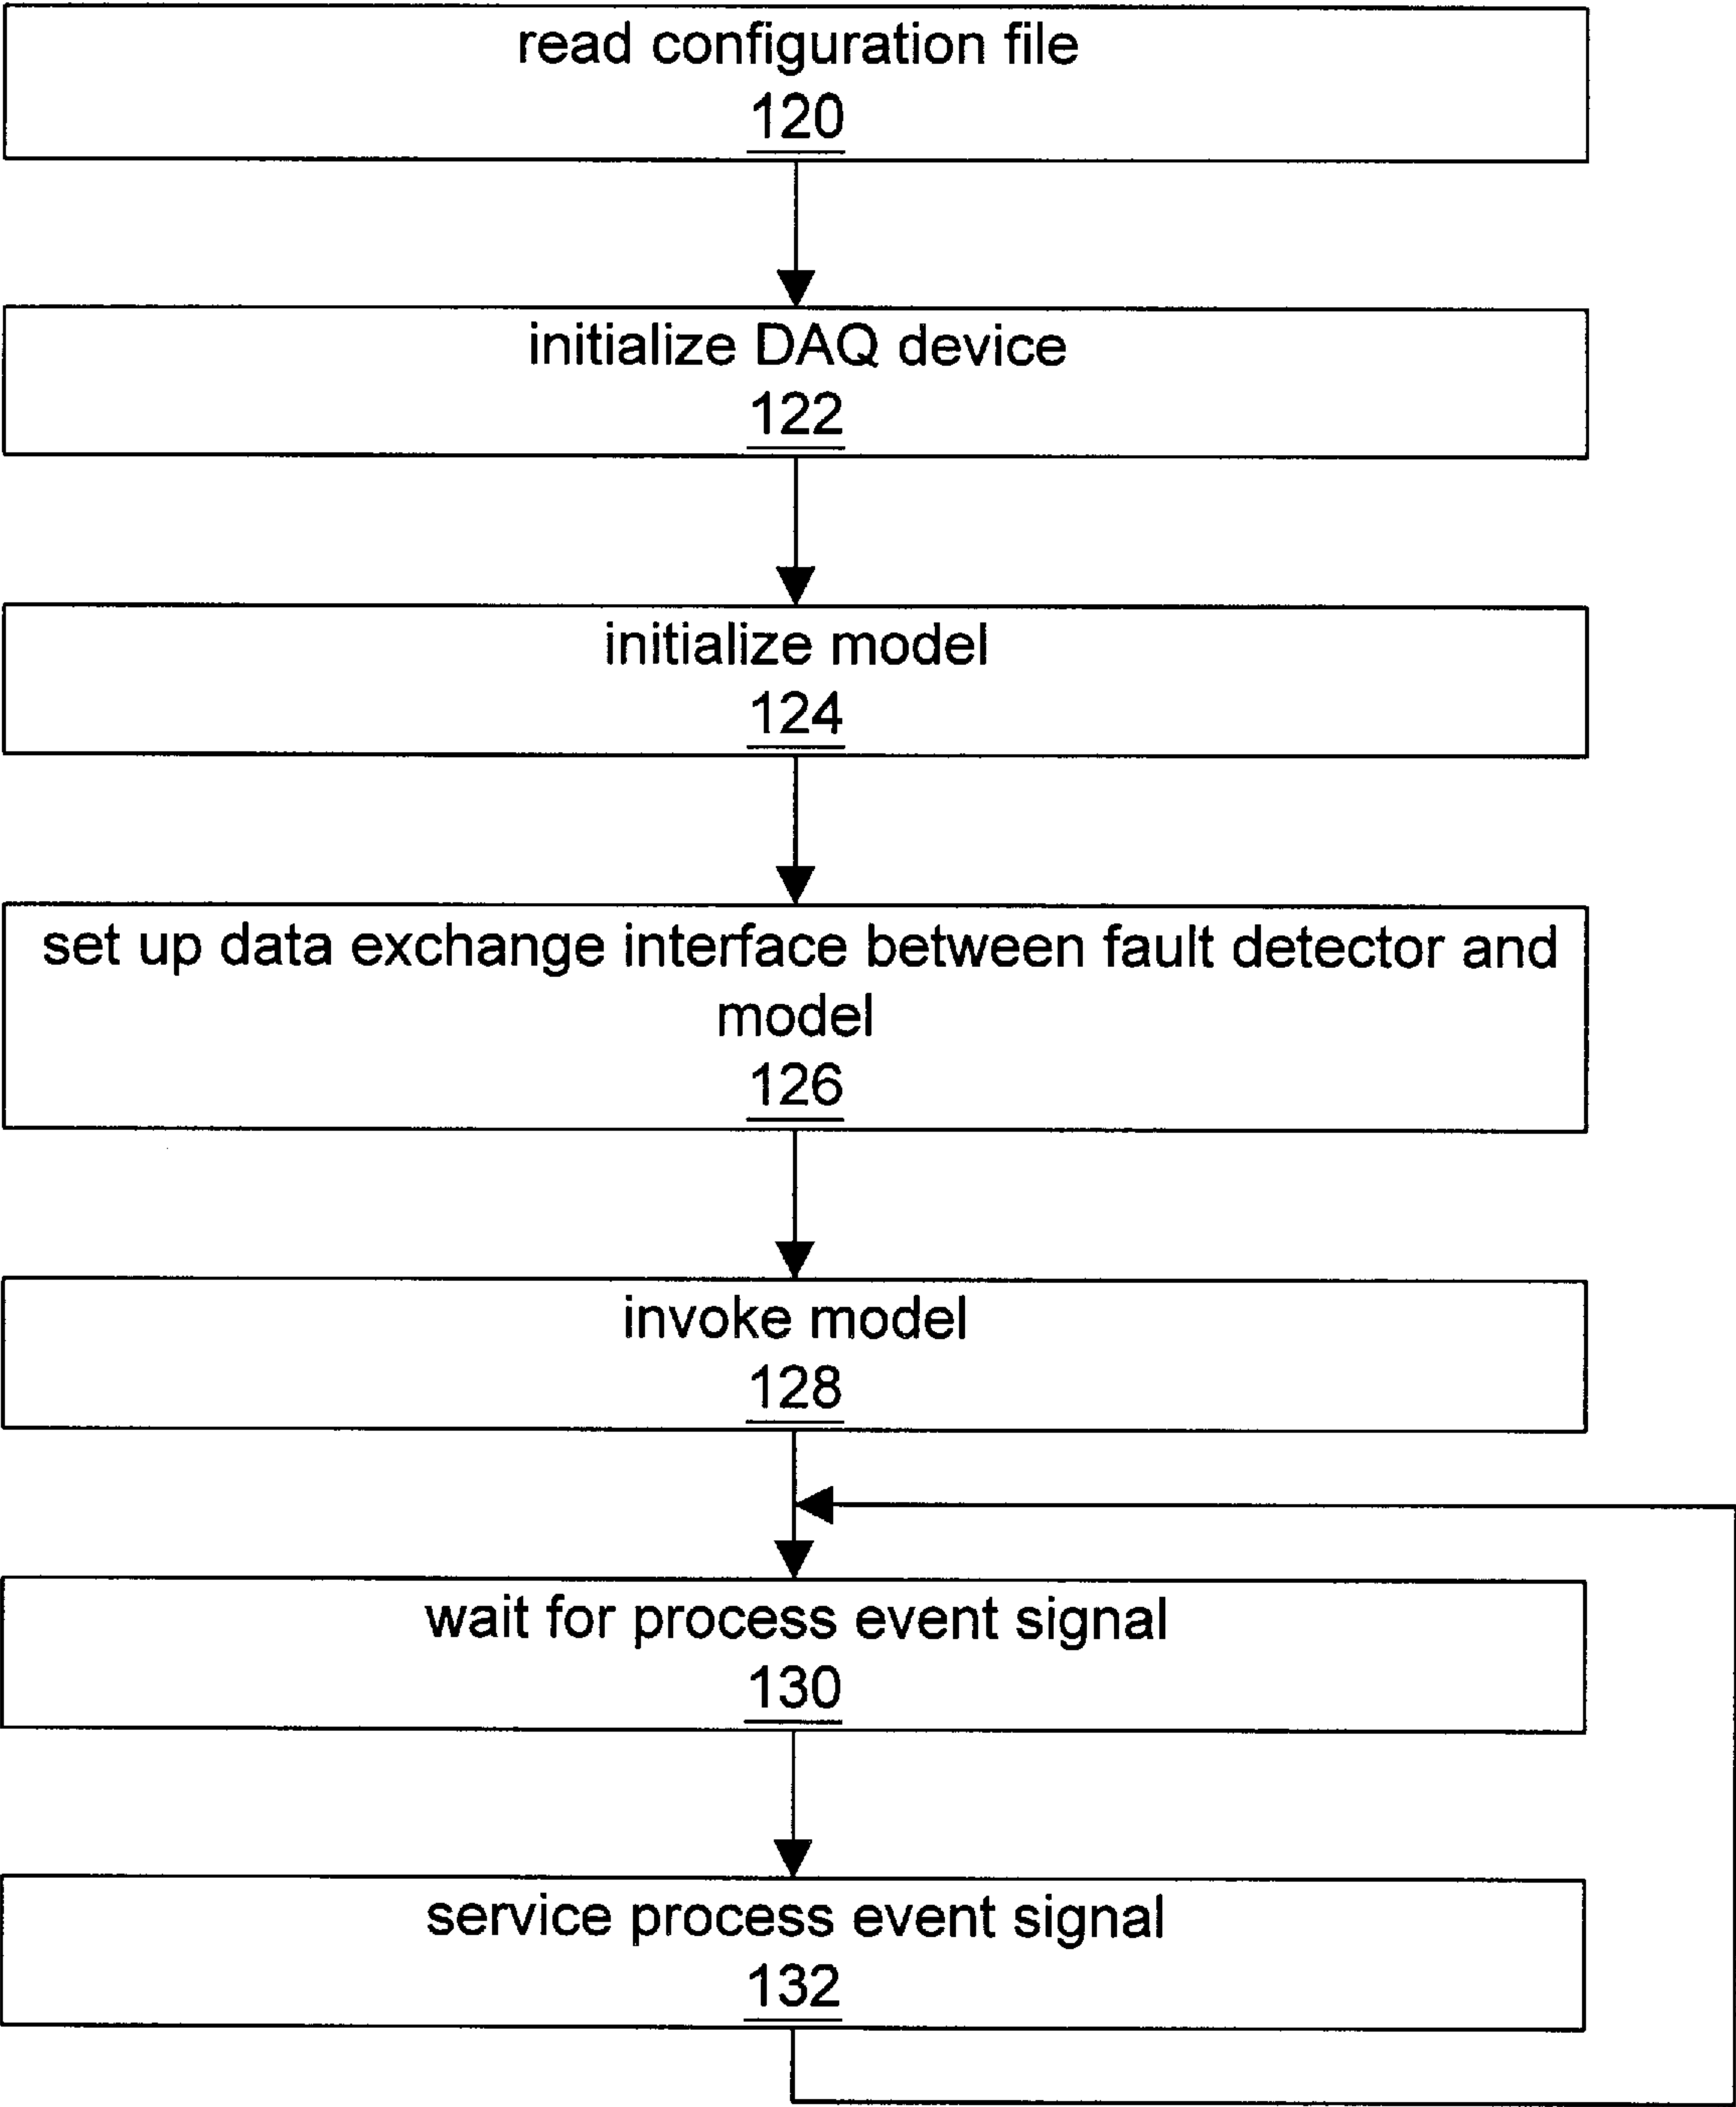 read configuration file
120
initialize DAQ device
122
initialize model
124
set up data exchange interface between fault detector and
model
126
invoke model
128
wait for process event signal
130
service process event signal
132